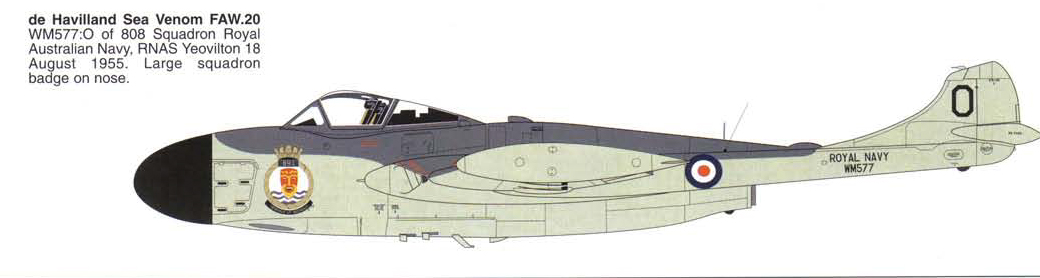 de Havilland Sea Venom FAW.20
WM577:O of 808 Squadron Royal
Australian Navy, RNAS Yeovilton 18
August 1955. Large squadron
badge on nose.
O
891
ROYAL NAVY
WM577